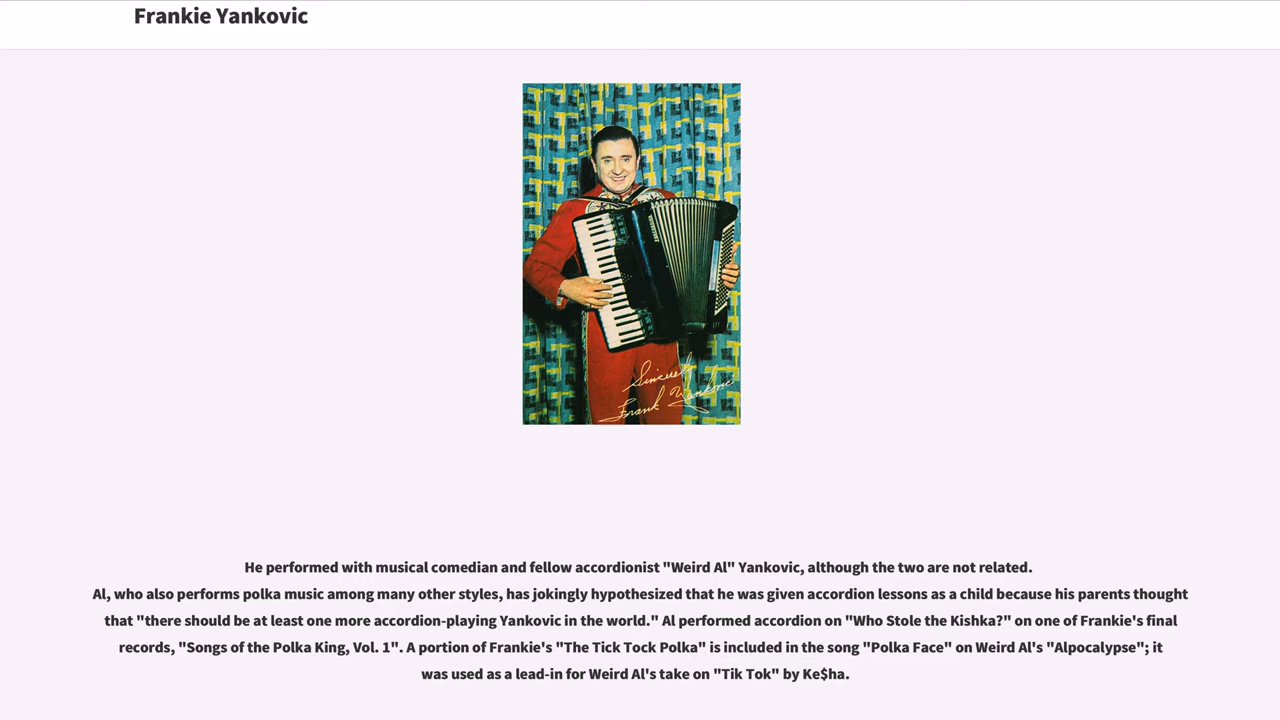 Frankie Yankovic
Sincerely
Frank Yankovic
He performed with musical comedian and fellow accordionist "Weird Al" Yankovic, although the two are not related.
Al, who also performs polka music among many other styles, has jokingly hypothesized that he was given accordion lessons as a child because his parents thought
that "there should be at least one more accordion-playing Yankovic in the world." Al performed accordion on "Who Stole the Kishka?" on one of Frankie's final
records, "Songs of the Polka King, Vol. 1". A portion of Frankie's "The Tick Tock Polka" is included in the song "Polka Face" on Weird Al's "Alpocalypse"; it
was used as a lead-in for Weird Al's take on "Tik Tok" by Ke$ha.